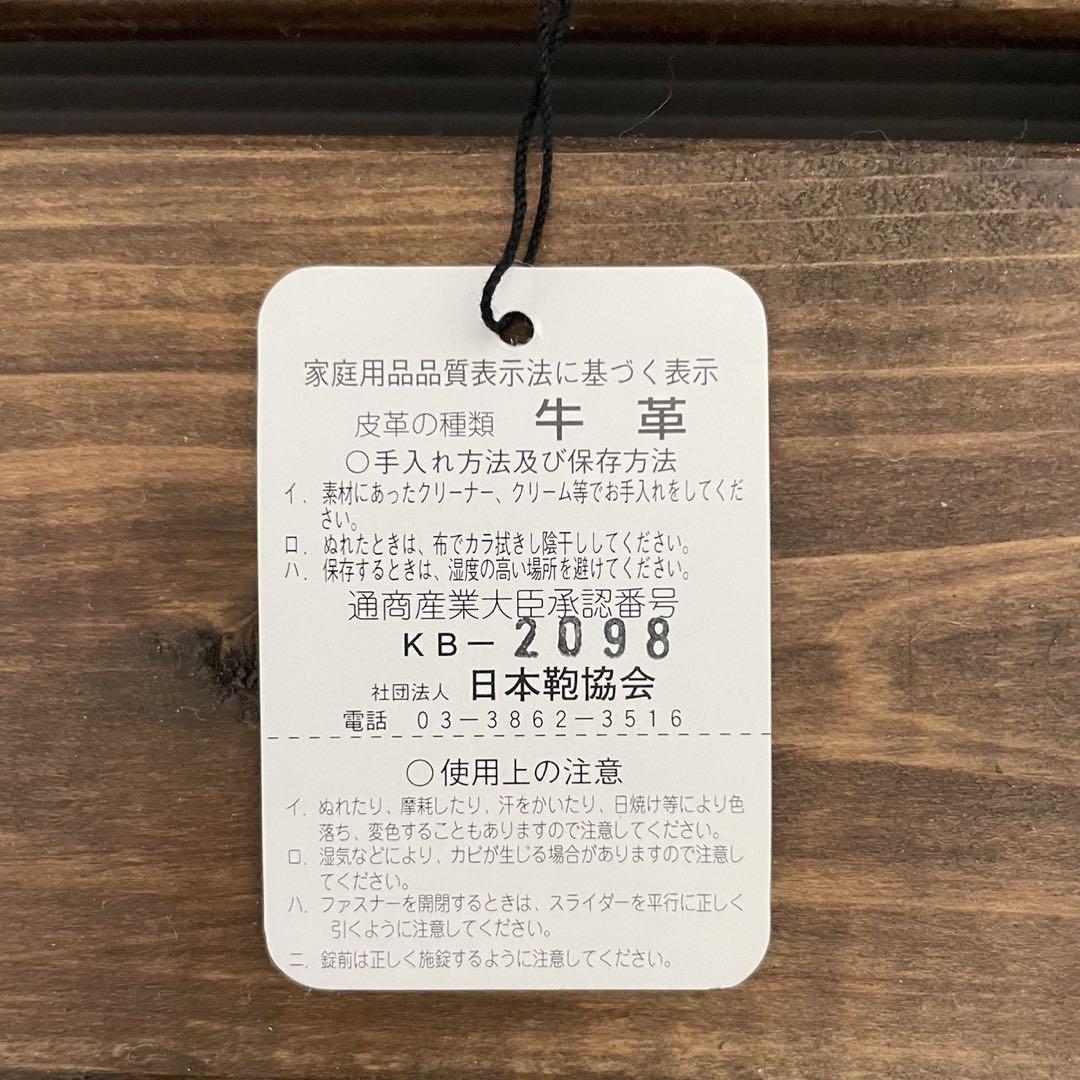 家庭用品品質表示法に基づく表示
皮革の種類 牛 革
○手入れ方法及び保存方法
イ. 素材にあったクリーナー、クリーム等でお手入れをしてくだ
さい。
ロ. ぬれたときは、布でカラ拭きし陰干ししてください。
ハ. 保存するときは、湿度の高い場所を避けてください。
通商産業大臣承認番号
KB－2098
社団法人 日本鞄協会
電話 03－3862－3516
○使用上の注意
イ. ぬれたり、摩耗したり、汗をかいたり、日焼け等により色
落ち、変色することもありますので注意してください。
ロ. 湿気などにより、カビが生じる場合がありますので注意し
てください。
ハ. ファスナーを開閉するときは、スライダーを平行に正しく
引くように注意してください。
ニ. 錠前は正しく施錠するように注意してください。